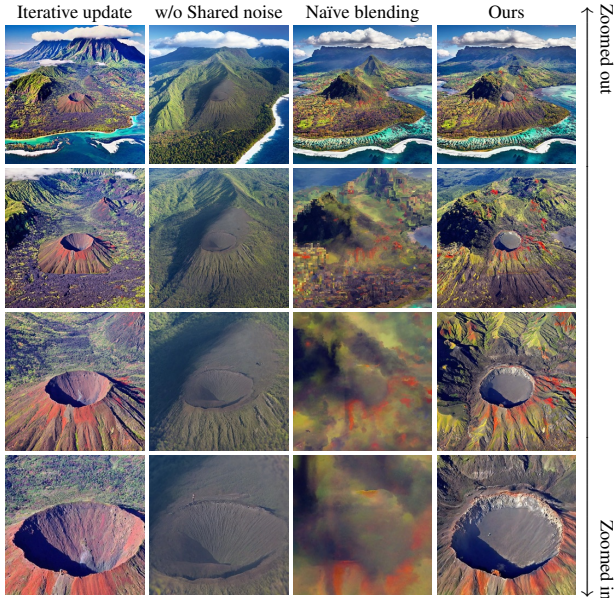 Iterative update
w/o Shared noise
Naïve blending
Ours
Zoomed out
Zoomed in